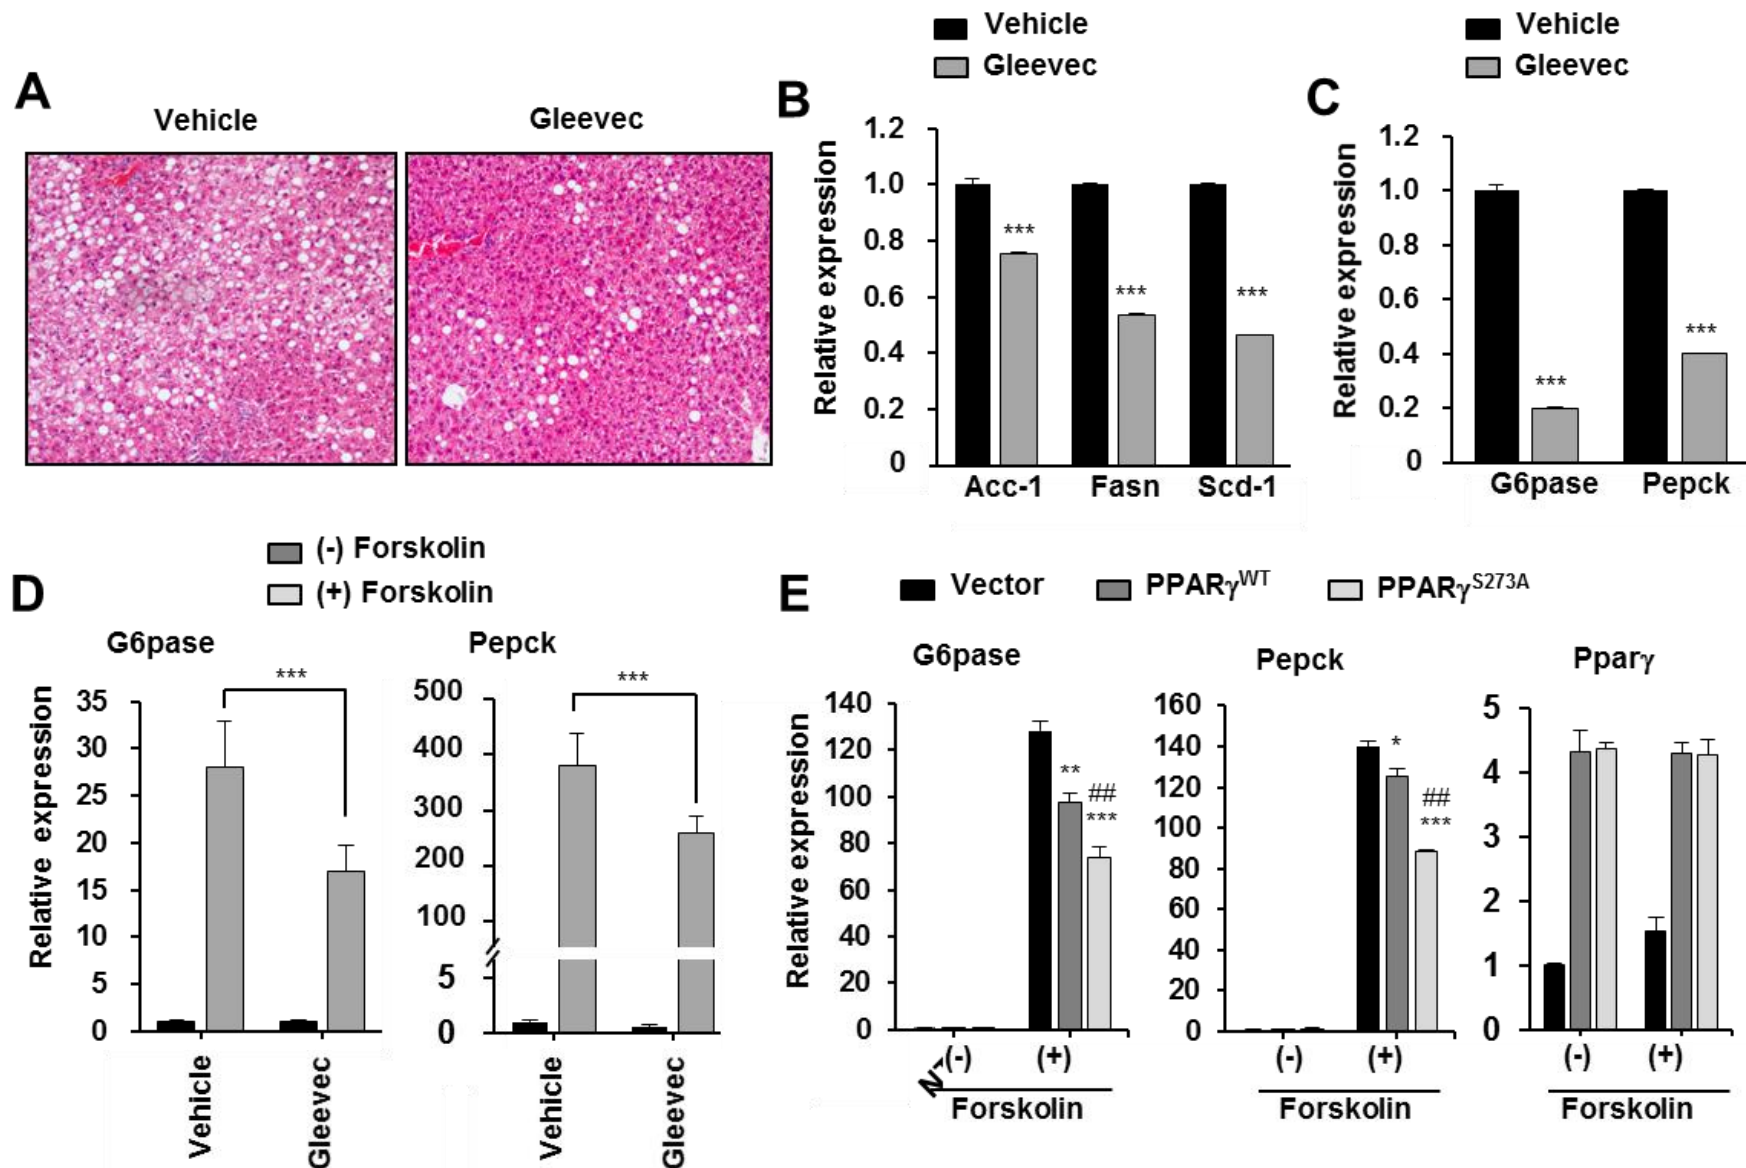 A
Vehicle
Gleevec
B
Vehicle
Gleevec
Relative expression
1.2
1.0
0.8
0.6
0.4
0.2
0
***
***
***
Acc-1 Fasn Scd-1
C
Vehicle
Gleevec
Relative expression
1.2
1.0
0.8
0.6
0.4
0.2
0
***
***
G6pase Pepck
D
(-) Forskolin
(+) Forskolin
G6pase
Relative expression
35
30
25
20
15
10
5
0
***
Vehicle
Gleevec
Pepck
500
400
300
200
100
5
0
***
Vehicle
Gleevec
E
Vector PPARγWT PPARγS273A
G6pase
Relative expression
140
120
100
80
60
40
20
0
**
##
***
(-) (+)
Forskolin
Pepck
160
140
120
100
80
60
40
20
0
*
##
***
(-) (+)
Forskolin
Pparγ
5
4
3
2
1
0
(-) (+)
Forskolin